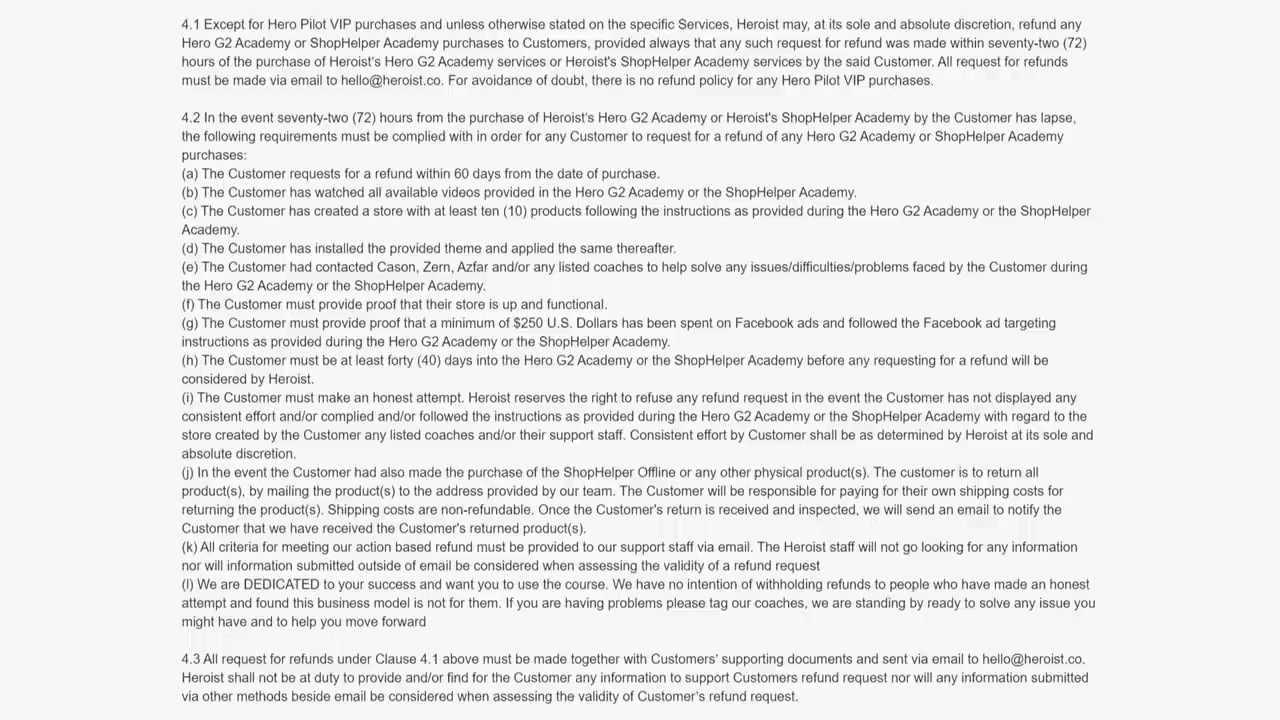 4.1 Except for Hero Pilot VIP purchases and unless otherwise stated on the specific Services, Heroist may, at its sole and absolute discretion, refund any
Hero G2 Academy or ShopHelper Academy purchases to Customers, provided always that any such request for refund was made within seventy-two (72)
hours of the purchase of Heroist's Hero G2 Academy services or Heroist's ShopHelper Academy services by the said Customer. All request for refunds
must be made via email to hello@heroist.co. For avoidance of doubt, there is no refund policy for any Hero Pilot VIP purchases.
4.2 In the event seventy-two (72) hours from the purchase of Heroist's Hero G2 Academy or Heroist's ShopHelper Academy by the Customer has lapse,
the following requirements must be complied with in order for any Customer to request for a refund of any Hero G2 Academy or ShopHelper Academy
purchases:
(a) The Customer requests for a refund within 60 days from the date of purchase.
(b) The Customer has watched all available videos provided in the Hero G2 Academy or the ShopHelper Academy.
(c) The Customer has created a store with at least ten (10) products following the instructions as provided during the Hero G2 Academy or the ShopHelper
Academy.
(d) The Customer has installed the provided theme and applied the same thereafter.
(e) The Customer had contacted Cason, Zern, Azfar and/or any listed coaches to help solve any issues/difficulties/problems faced by the Customer during
the Hero G2 Academy or the ShopHelper Academy.
(f) The Customer must provide proof that their store is up and functional.
(g) The Customer must provide proof that a minimum of $250 U.S. Dollars has been spent on Facebook ads and followed the Facebook ad targeting
instructions as provided during the Hero G2 Academy or the ShopHelper Academy.
(h) The Customer must be at least forty (40) days into the Hero G2 Academy or the ShopHelper Academy before any requesting for a refund will be
considered by Heroist.
(i) The Customer must make an honest attempt. Heroist reserves the right to refuse any refund request in the event the Customer has not displayed any
consistent effort and/or complied and/or followed the instructions as provided during the Hero G2 Academy or the ShopHelper Academy with regard to the
store created by the Customer any listed coaches and/or their support staff. Consistent effort by Customer shall be as determined by Heroist at its sole and
absolute discretion.
(j) In the event the Customer had also made the purchase of the ShopHelper Offline or any other physical product(s). The customer is to return all
product(s), by mailing the product(s) to the address provided by our team. The Customer will be responsible for paying for their own shipping costs for
returning the product(s). Shipping costs are non-refundable. Once the Customer's return is received and inspected, we will send an email to notify the
Customer that we have received the Customer's returned product(s).
(k) All criteria for meeting our action based refund must be provided to our support staff via email. The Heroist staff will not go looking for any information
nor will information submitted outside of email be considered when assessing the validity of a refund request
(l) We are DEDICATED to your success and want you to use the course. We have no intention of withholding refunds to people who have made an honest
attempt and found this business model is not for them. If you are having problems please tag our coaches, we are standing by ready to solve any issue you
might have and to help you move forward
4.3 All request for refunds under Clause 4.1 above must be made together with Customers' supporting documents and sent via email to hello@heroist.co.
Heroist shall not be at duty to provide and/or find for the Customer any information to support Customers refund request nor will any information submitted
via other methods beside email be considered when assessing the validity of Customer's refund request.